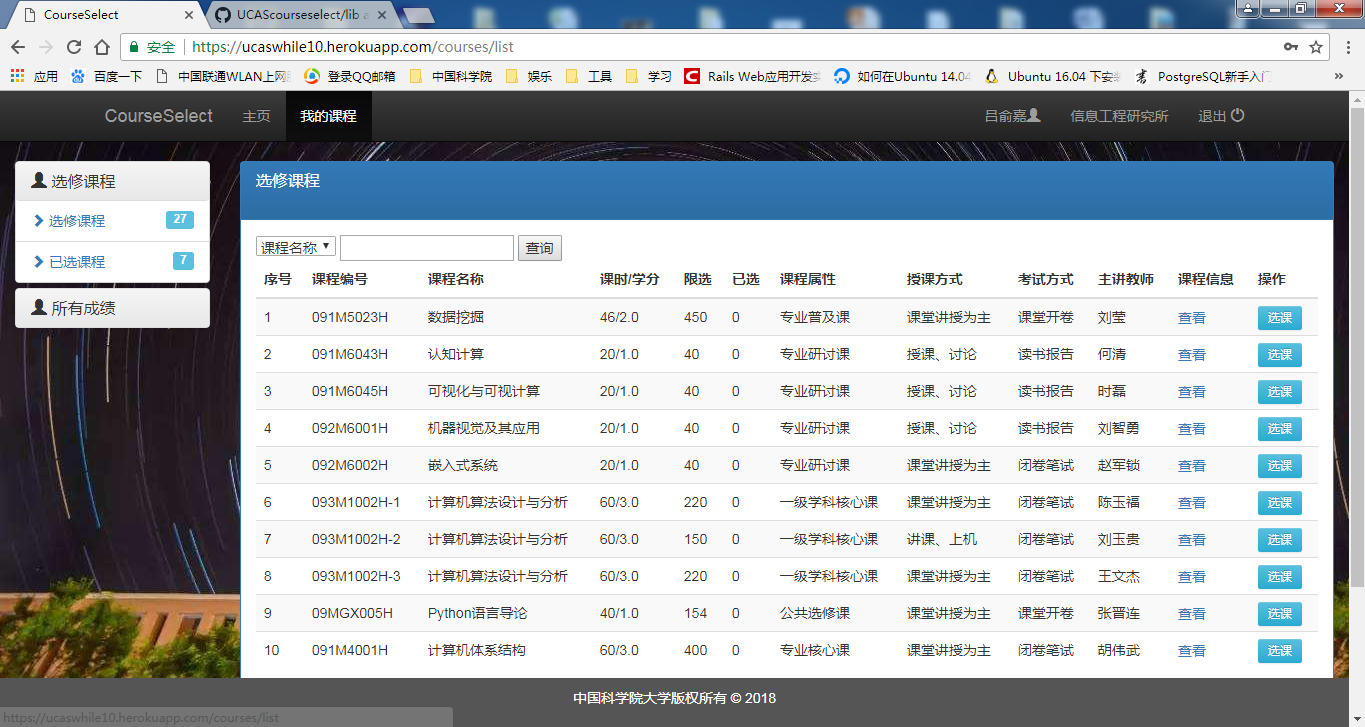 CourseSelect
UCAScourseselect/lib a
安全 https://ucaswhile10.herokuapp.com/courses/list
应用 百度一下 中国联通WLAN上网 登录QQ邮箱 中国科学院 娱乐 工具 学习 Rails Web应用开发实 如何在Ubuntu 14.04 Ubuntu 16.04 下安装 PostgreSQL新手入门 »
CourseSelect 主页 我的课程 吕俞嘉 信息工程研究所 退出
选修课程
选修课程 27
已选课程 7
所有成绩
选修课程
课程名称 查询
序号 课程编号 课程名称 课时/学分 限选 已选 课程属性 授课方式 考试方式 主讲教师 课程信息 操作
1 091M5023H 数据挖掘 46/2.0 450 0 专业普及课 课堂讲授为主 课堂开卷 刘莹 查看 选课
2 091M6043H 认知计算 20/1.0 40 0 专业研讨课 授课、讨论 读书报告 何清 查看 选课
3 091M6045H 可视化与可视计算 20/1.0 40 0 专业研讨课 授课、讨论 读书报告 时磊 查看 选课
4 092M6001H 机器视觉及其应用 20/1.0 40 0 专业研讨课 授课、讨论 读书报告 刘智勇 查看 选课
5 092M6002H 嵌入式系统 20/1.0 40 0 专业研讨课 课堂讲授为主 闭卷笔试 赵军锁 查看 选课
6 093M1002H-1 计算机算法设计与分析 60/3.0 220 0 一级学科核心课 课堂讲授为主 闭卷笔试 陈玉福 查看 选课
7 093M1002H-2 计算机算法设计与分析 60/3.0 150 0 一级学科核心课 讲课、上机 闭卷笔试 刘玉贵 查看 选课
8 093M1002H-3 计算机算法设计与分析 60/3.0 220 0 一级学科核心课 课堂讲授为主 闭卷笔试 王文杰 查看 选课
9 09MGX005H Python语言导论 40/1.0 154 0 公共选修课 课堂讲授为主 课堂开卷 张晋连 查看 选课
10 091M4001H 计算机体系结构 60/3.0 400 0 专业核心课 课堂讲授为主 闭卷笔试 胡伟武 查看 选课
中国科学院大学版权所有 © 2018
https://ucaswhile10.herokuapp.com/courses/list